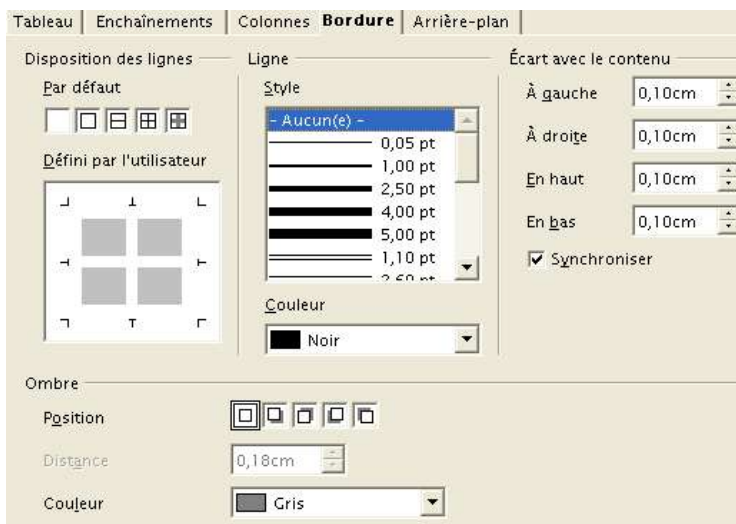 Tableau Enchaînements Colonnes Bordure Arrière-plan
Disposition des lignes
Par défaut
Défini par l'utilisateur
Ligne
Style
- Aucun(e) -
0,05 pt
1,00 pt
2,50 pt
4,00 pt
5,00 pt
1,10 pt
2,60 pt
Couleur
Noir
Écart avec le contenu
À gauche 0,10cm
À droite 0,10cm
En haut 0,10cm
En bas 0,10cm
Synchroniser
Ombre
Position
Distance 0,18cm
Couleur Gris